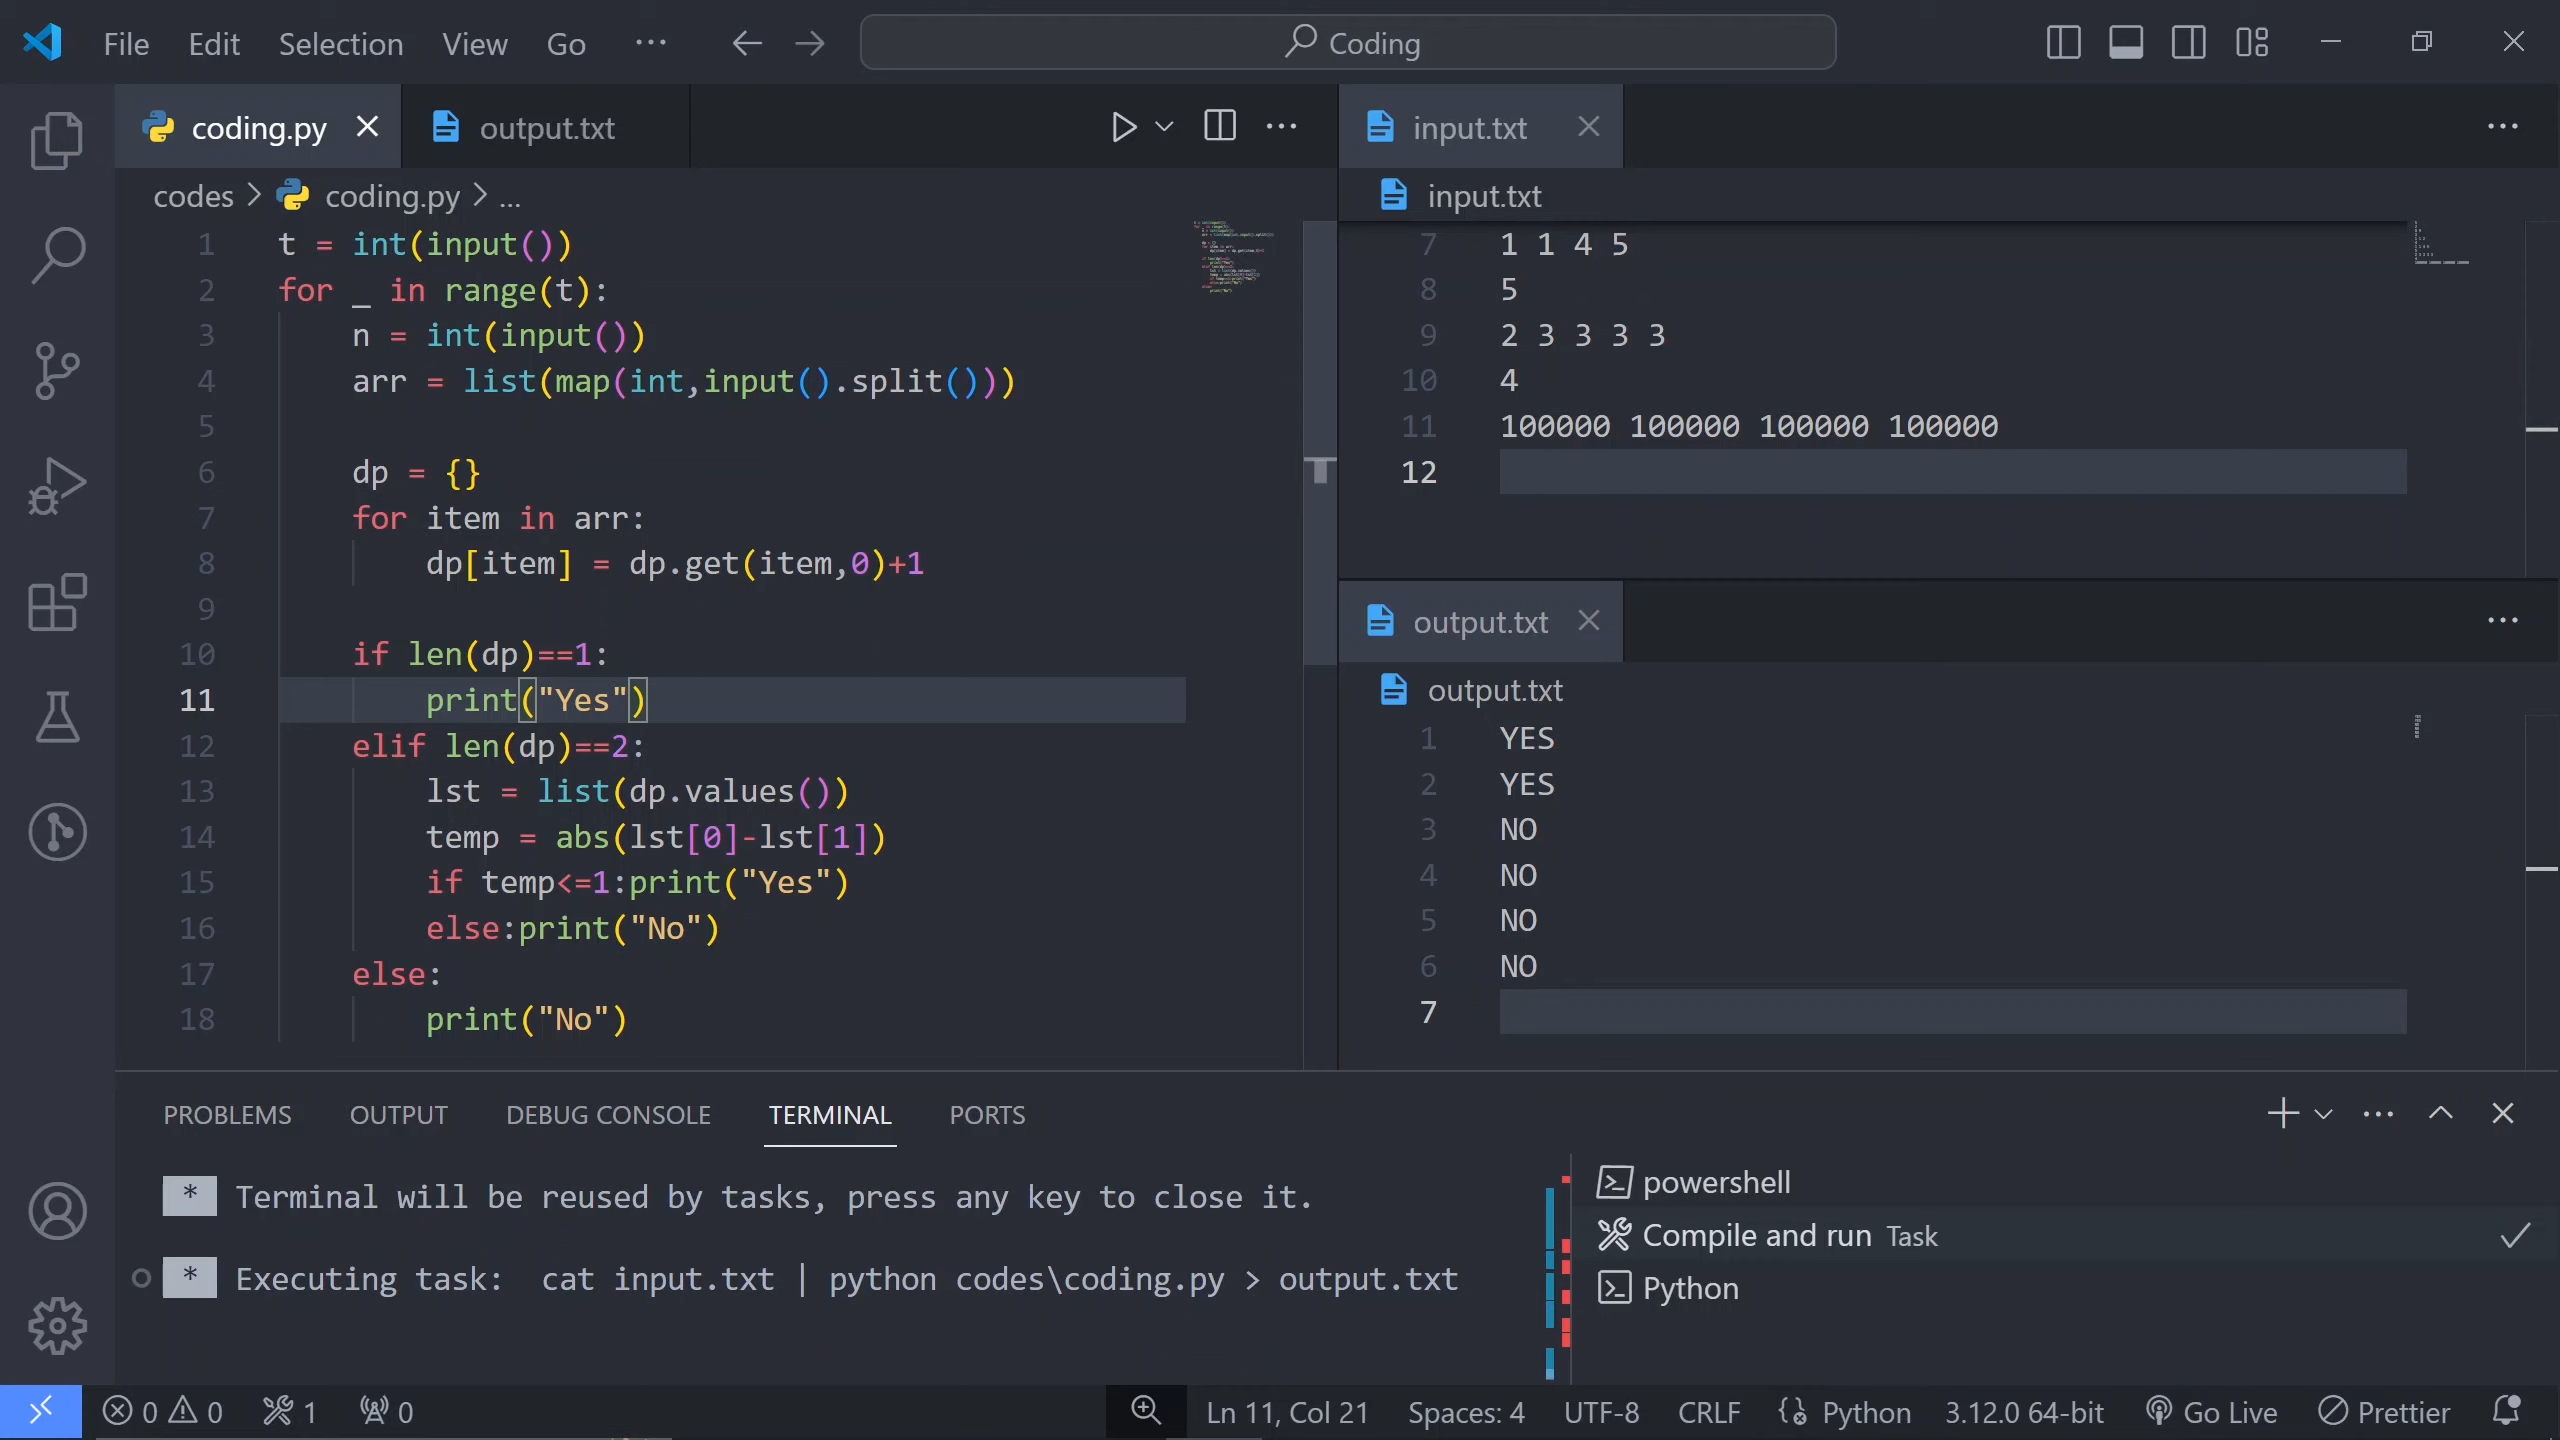 File Edit Selection View Go ... Coding
coding.py output.txt
codes > coding.py > ...
1 t = int(input())
2 for _ in range(t):
3 n = int(input())
4 arr = list(map(int,input().split()))
5
6 dp = {}
7 for item in arr:
8 dp[item] = dp.get(item,0)+1
9
10 if len(dp)==1:
11 print("Yes")
12 elif len(dp)==2:
13 lst = list(dp.values())
14 temp = abs(lst[0]-lst[1])
15 if temp<=1:print("Yes")
16 else:print("No")
17 else:
18 print("No")
input.txt
input.txt
7 1 1 4 5
8 5
9 2 3 3 3 3
10 4
11 100000 100000 100000 100000
12
output.txt
output.txt
1 YES
2 YES
3 NO
4 NO
5 NO
6 NO
7
PROBLEMS OUTPUT DEBUG CONSOLE TERMINAL PORTS
* Terminal will be reused by tasks, press any key to close it.
* Executing task: cat input.txt | python codes\coding.py > output.txt
powershell
Compile and run Task
Python
0 0 1 0 Ln 11, Col 21 Spaces: 4 UTF-8 CRLF Python 3.12.0 64-bit Go Live Prettier